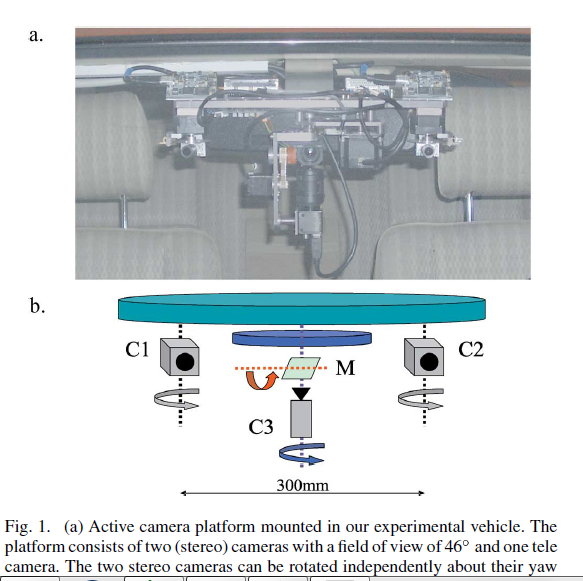 a.
b.
C1
C2
M
C3
300mm
Fig. 1. (a) Active camera platform mounted in our experimental vehicle. The
platform consists of two (stereo) cameras with a field of view of 46° and one tele
camera. The two stereo cameras can be rotated independently about their yaw